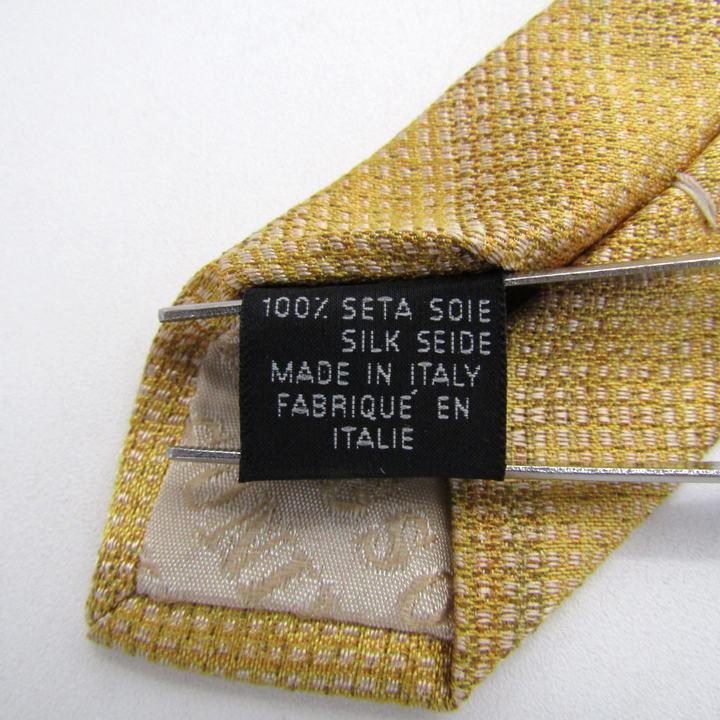 100% SETA SOIE
SILK SEIDE
MADE IN ITALY
FABRIQUÉ EN
ITALIE